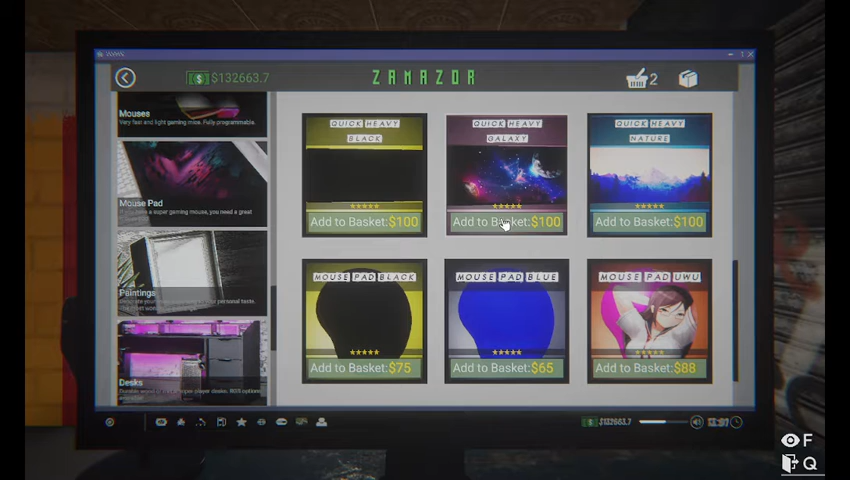 $132663.7
ZAMAZOR
2
Mouses
Very fast and light gaming mice. Fully programmable.
Mouse Pad
Paintings
Desks
QUICK HEAVY
BLACK
Add to Basket:$100
QUICK HEAVY
GALAXY
Add to Basket:$100
QUICK HEAVY
NATURE
Add to Basket:$100
MOUSE PAD BLACK
Add to Basket:$75
MOUSE PAD BLUE
Add to Basket:$65
MOUSE PAD UWU
Add to Basket:$88
$132663.7
F
Q